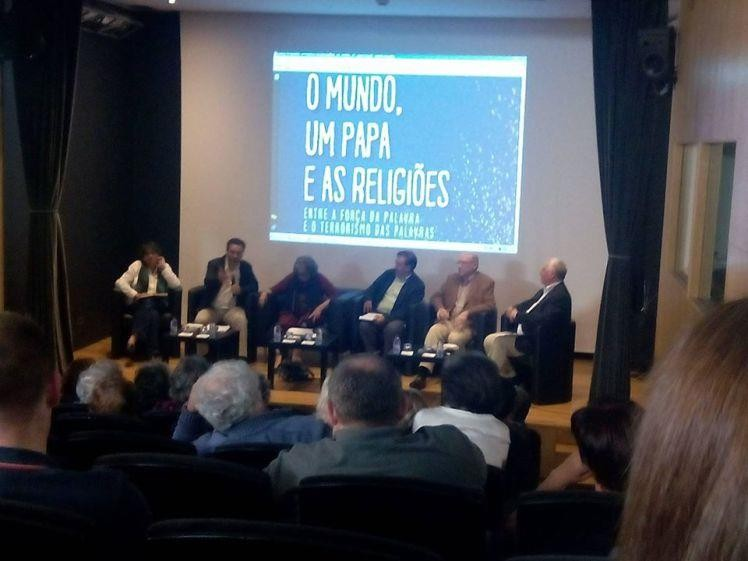 O MUNDO,
UM PAPA
E AS RELIGIÕES
ENTRE A FORÇA DA PALAVRA
E O TERRORISMO DAS PALAVRAS